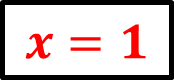 x = 1